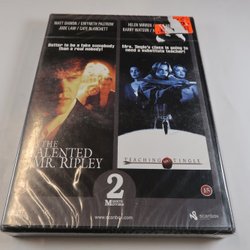 MATT DAMON / GWYNETH PALTROW
JUDE LAW / CATE BLANCHETT
Better to be a fake somebody
than a real nobody!
THE
TALENTED
MR. RIPLEY
HELEN MIRREN
BARRY WATSON /
Mrs. Tingle's class is going to
need a substitute teacher!
TEACHING MRS TINGLE
2
MOVIES
15
scanbox